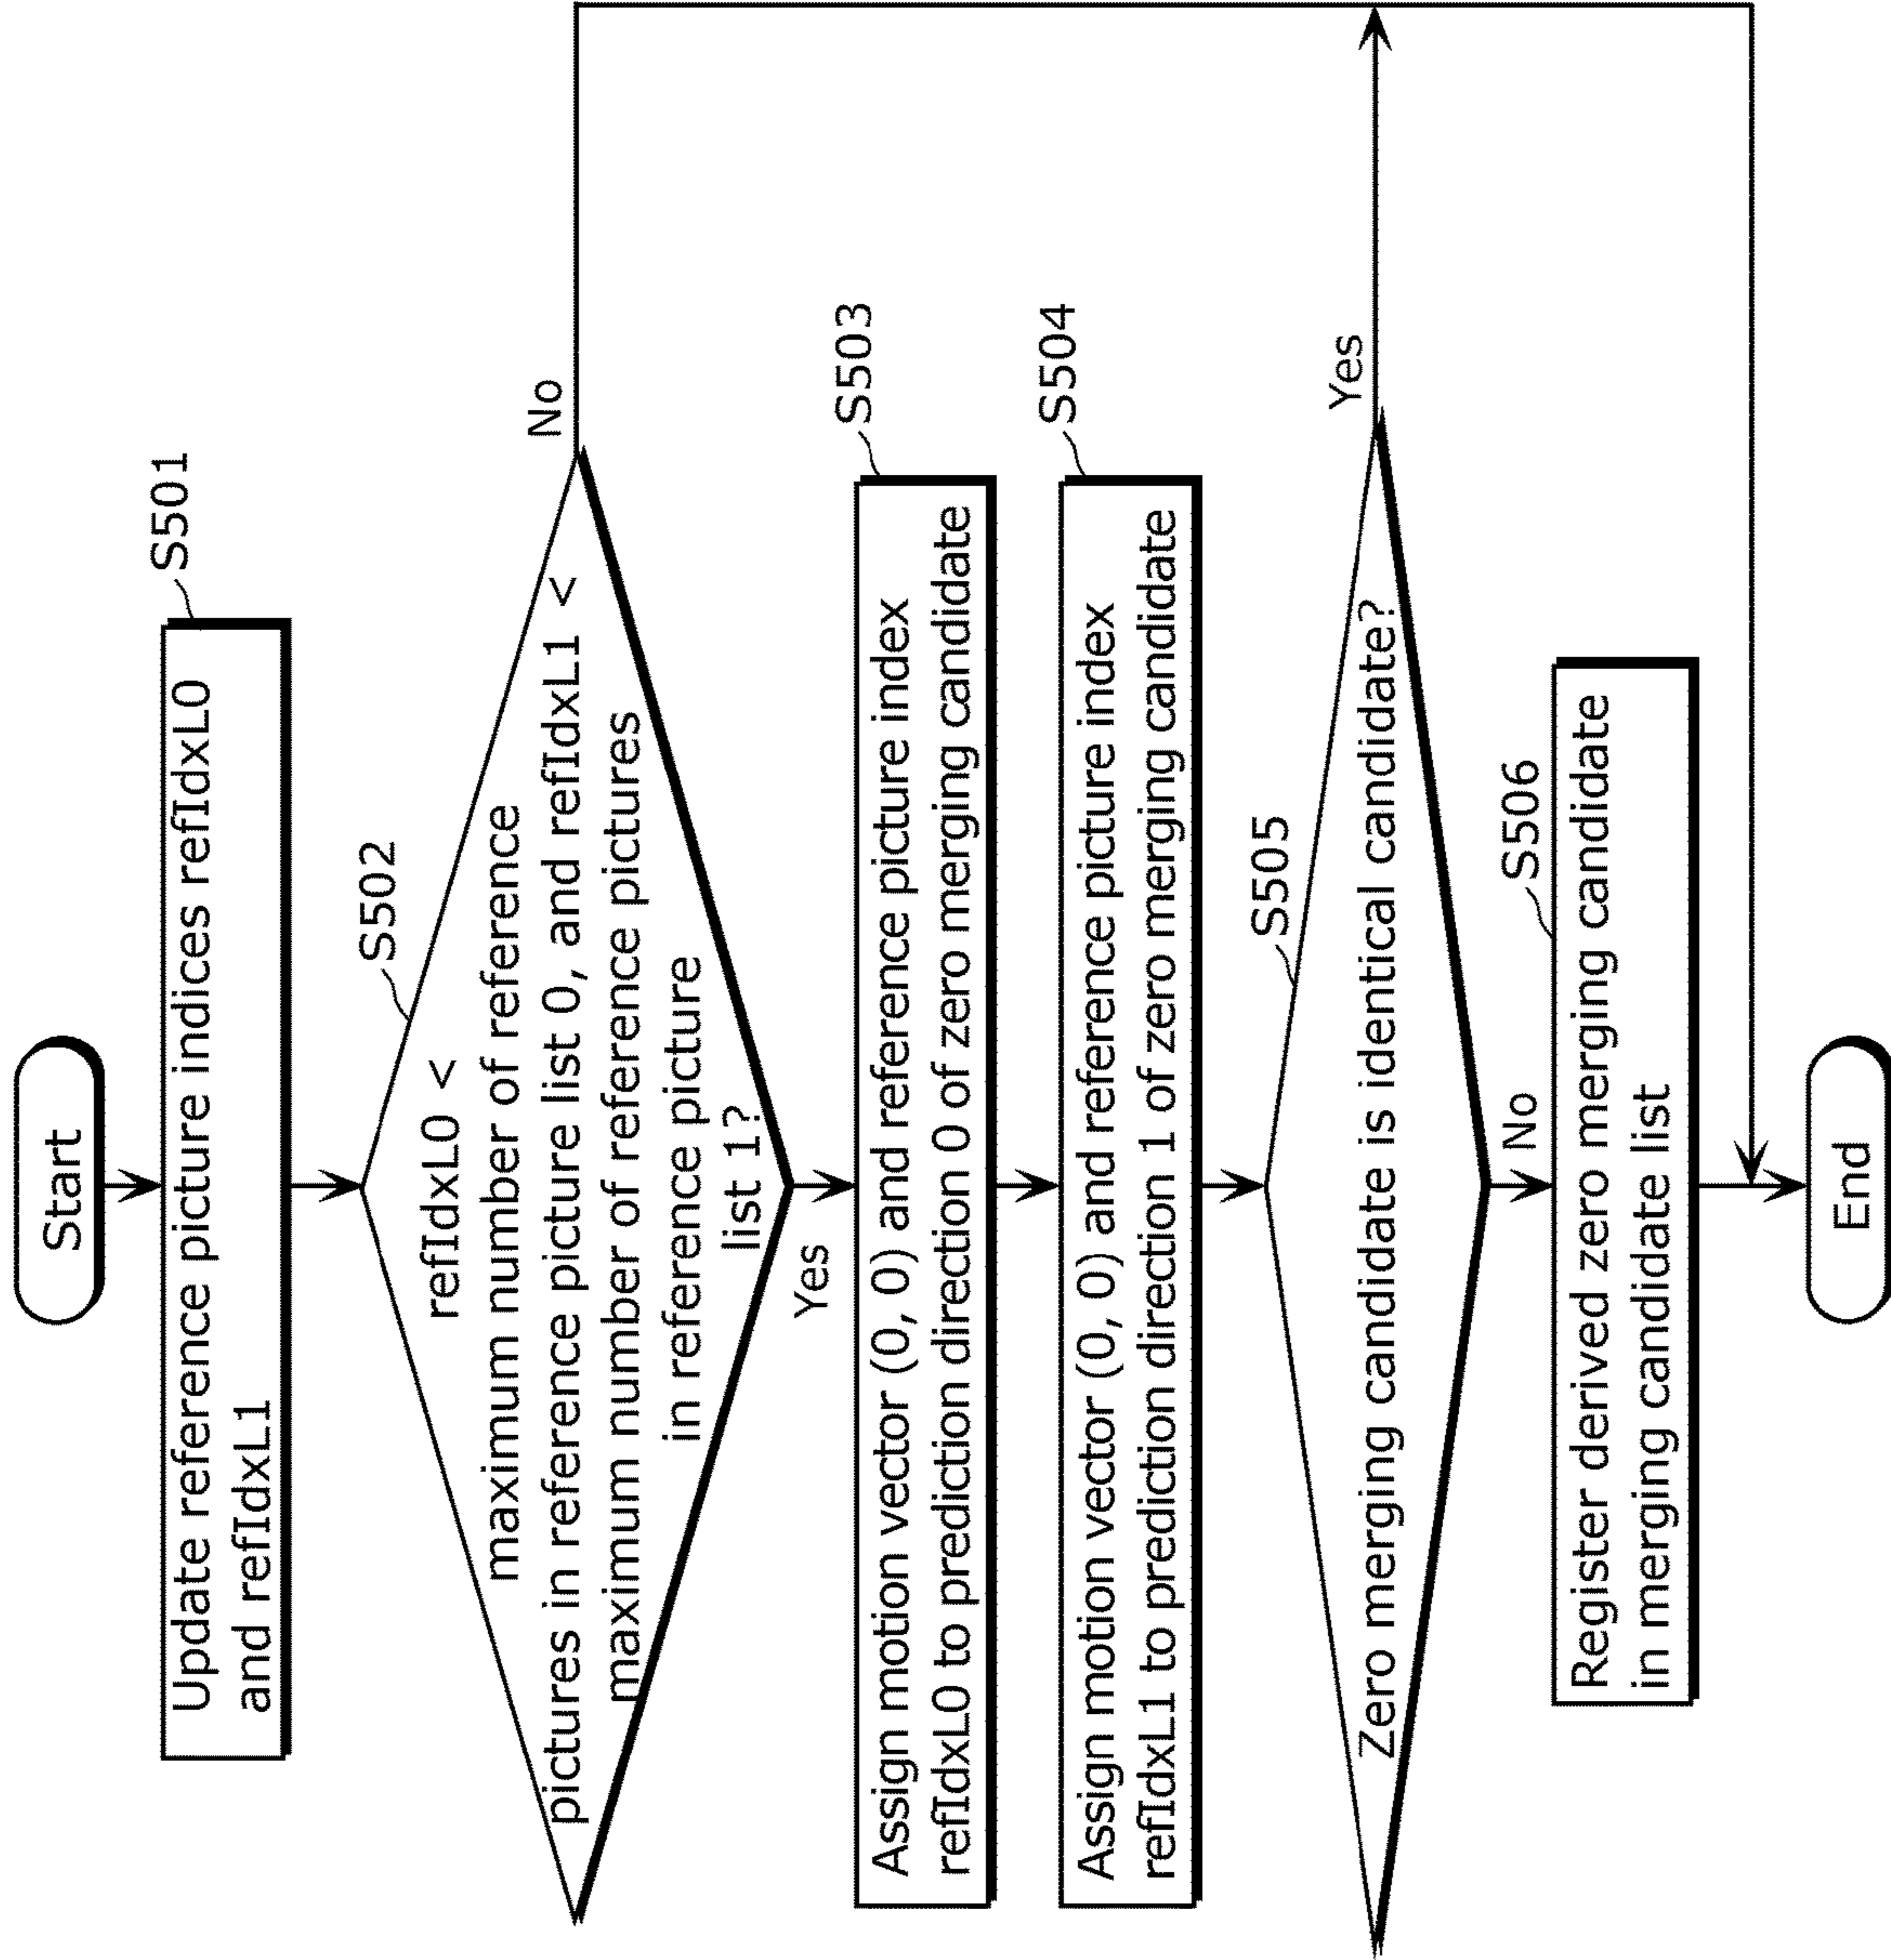 Start
S501
Update reference picture indices refIdxL0
and refIdxL1
S502
refIdxL0 <
maximum number of reference
pictures in reference picture list 0, and refIdxL1 <
maximum number of reference pictures
in reference picture
list 1?
No
Yes
S503
Assign motion vector (0, 0) and reference picture index
refIdxL0 to prediction direction 0 of zero merging candidate
S504
Assign motion vector (0, 0) and reference picture index
refIdxL1 to prediction direction 1 of zero merging candidate
S505
Zero merging candidate is identical candidate?
Yes
No
S506
Register derived zero merging candidate
in merging candidate list
End